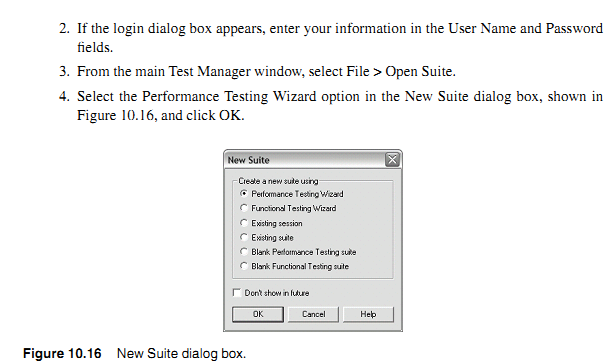 2. If the login dialog box appears, enter your information in the User Name and Password
fields.
3. From the main Test Manager window, select File > Open Suite.
4. Select the Performance Testing Wizard option in the New Suite dialog box, shown in
Figure 10.16, and click OK.
New Suite
Create a new suite using
Performance Testing Wizard
Functional Testing Wizard
Existing session
Existing suite
Blank Performance Testing suite
Blank Functional Testing suite
Don't show in future
OK Cancel Help
Figure 10.16 New Suite dialog box.